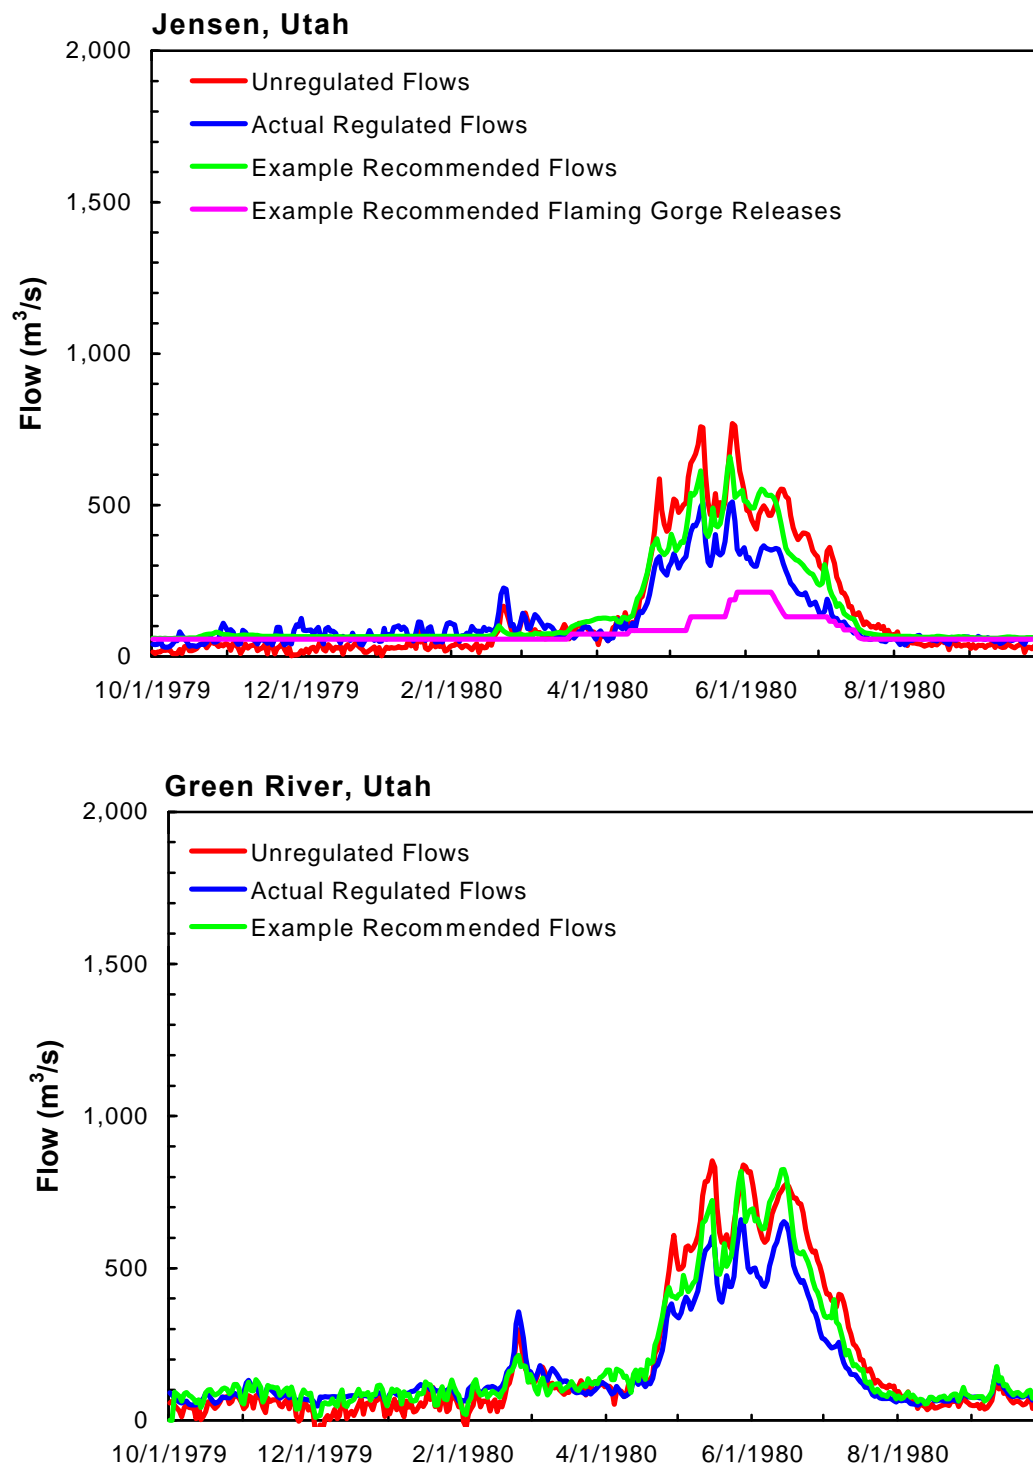 Jensen, Utah
2,000
Unregulated Flows
Actual Regulated Flows
Example Recommended Flows
Example Recommended Flaming Gorge Releases
1,500
1,000
500
0
Flow (m³/s)
10/1/1979 12/1/1979 2/1/1980 4/1/1980 6/1/1980 8/1/1980
Green River, Utah
2,000
Unregulated Flows
Actual Regulated Flows
Example Recommended Flows
1,500
1,000
500
0
Flow (m³/s)
10/1/1979 12/1/1979 2/1/1980 4/1/1980 6/1/1980 8/1/1980